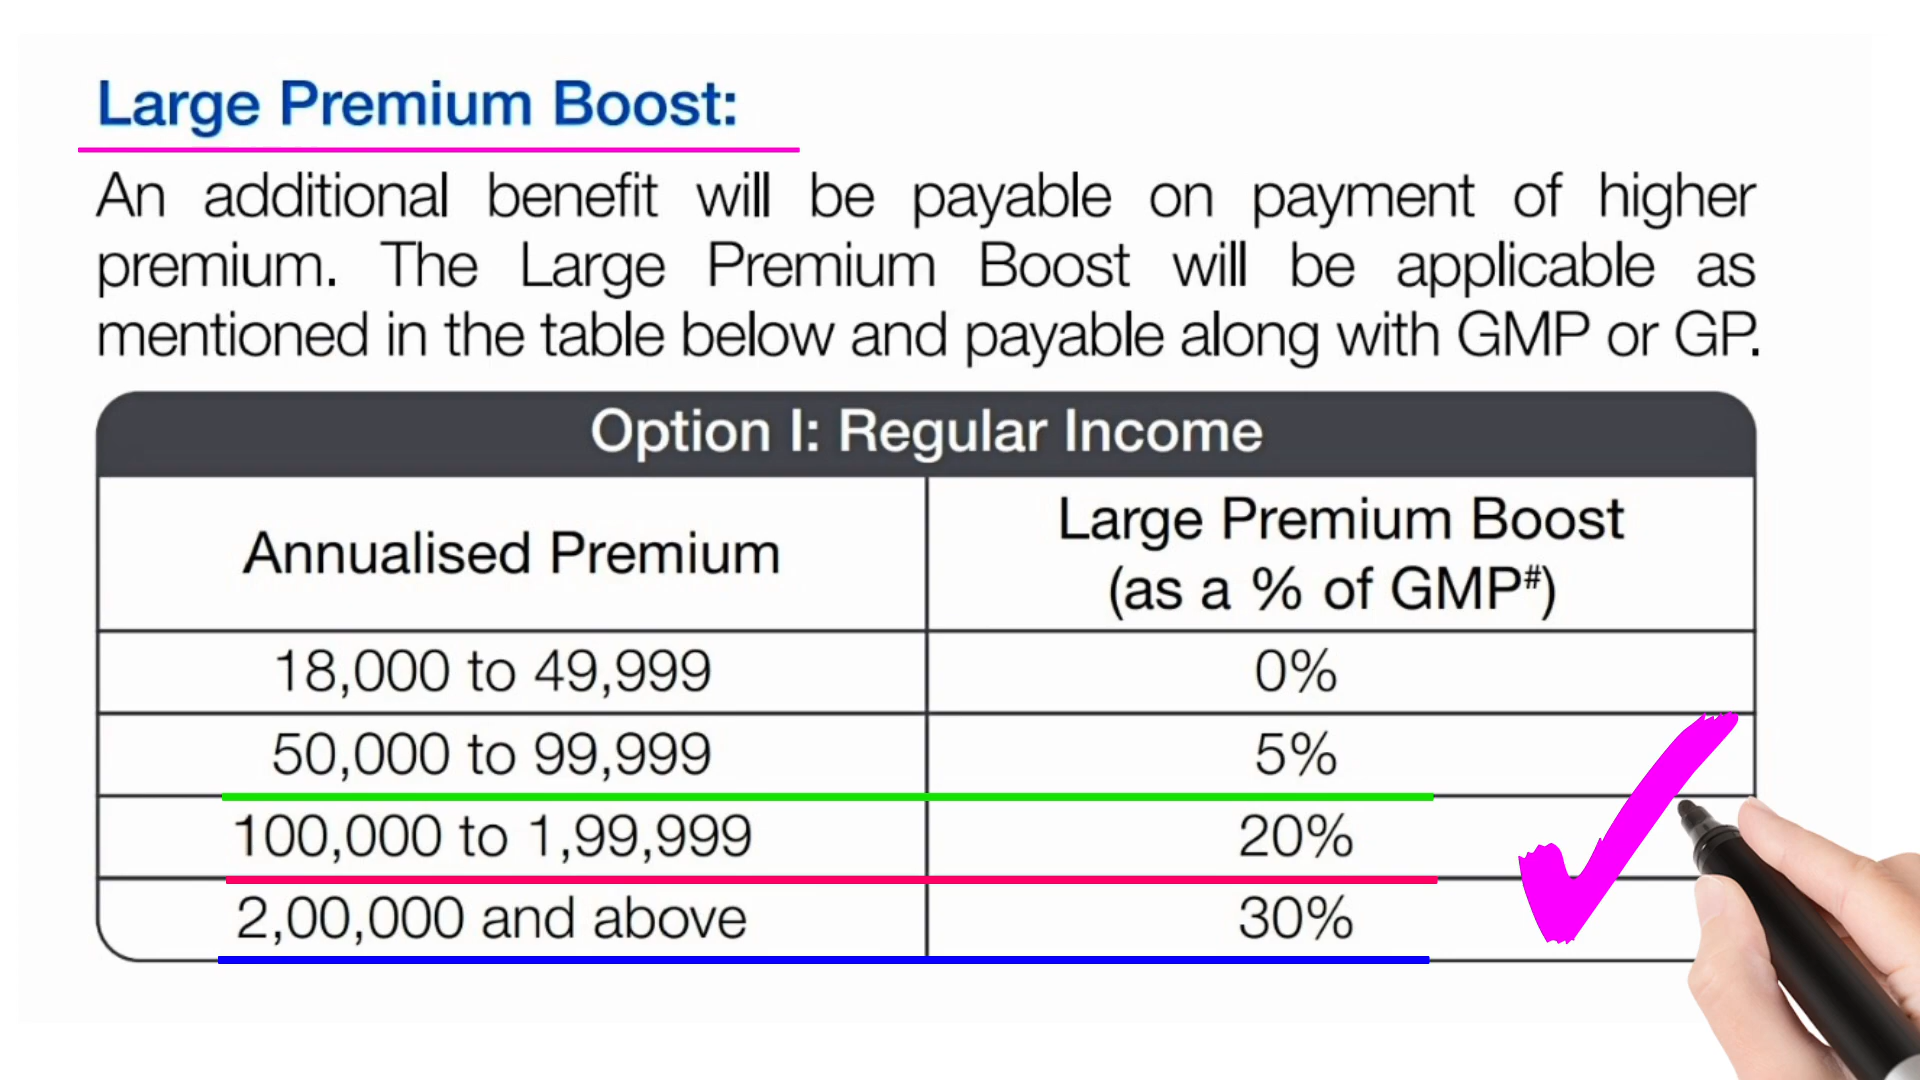 Large Premium Boost:
An additional benefit will be payable on payment of higher
premium. The Large Premium Boost will be applicable as
mentioned in the table below and payable along with GMP or GP.
Option I: Regular Income
Annualised Premium
Large Premium Boost
(as a % of GMP#)
18,000 to 49,999
0%
50,000 to 99,999
5%
100,000 to 1,99,999
20%
2,00,000 and above
30%